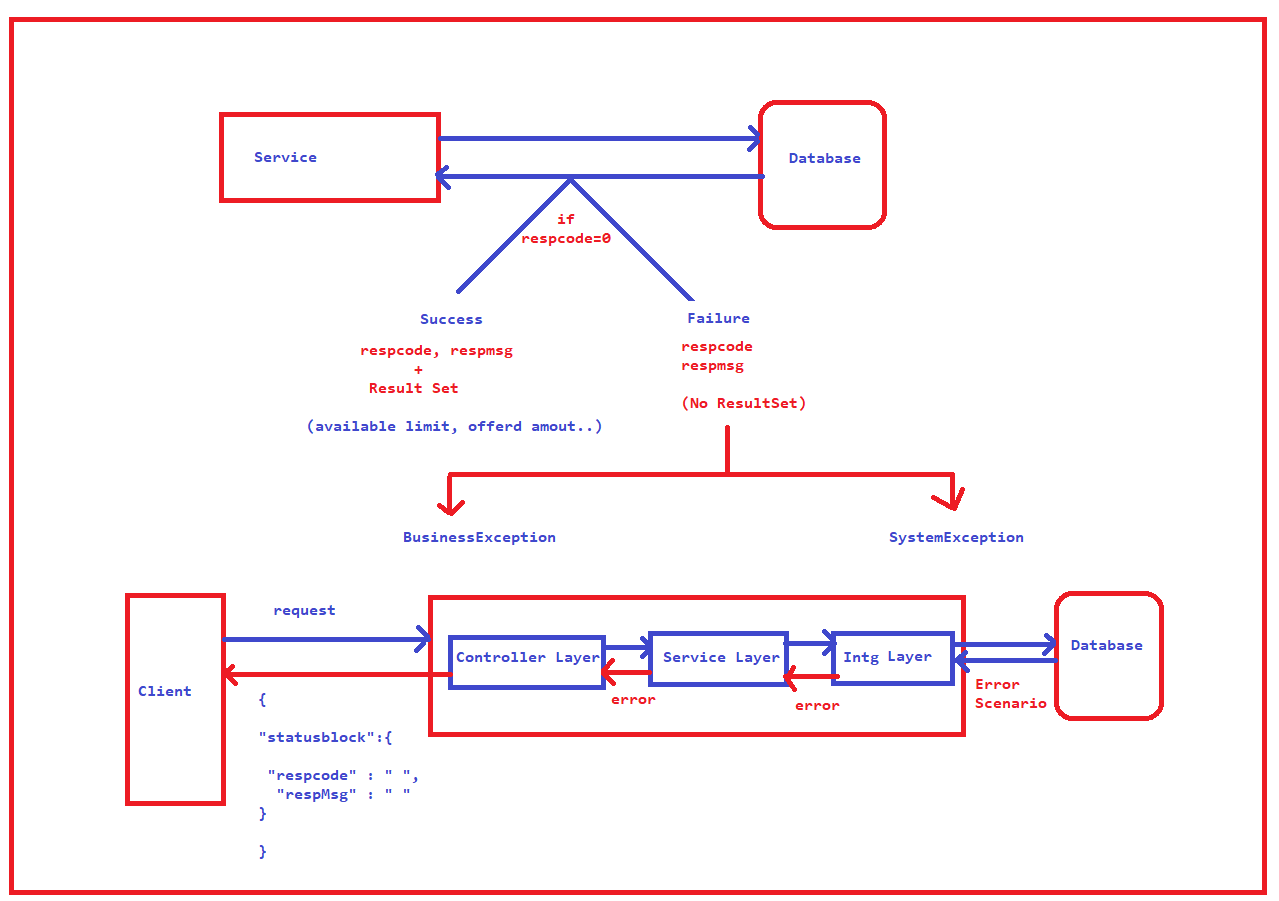 Service
Database
if
respcode=0
Success
Failure
respcode, respmsg
+
Result Set
respcode
respmsg
(No ResultSet)
(available limit, offerd amout..)
BusinessException
SystemException
request
Controller Layer
Service Layer
Intg Layer
Database
Client
error
error
Error
Scenario
{
"statusblock":{
"respcode" : " ",
"respMsg" : " "
}
}